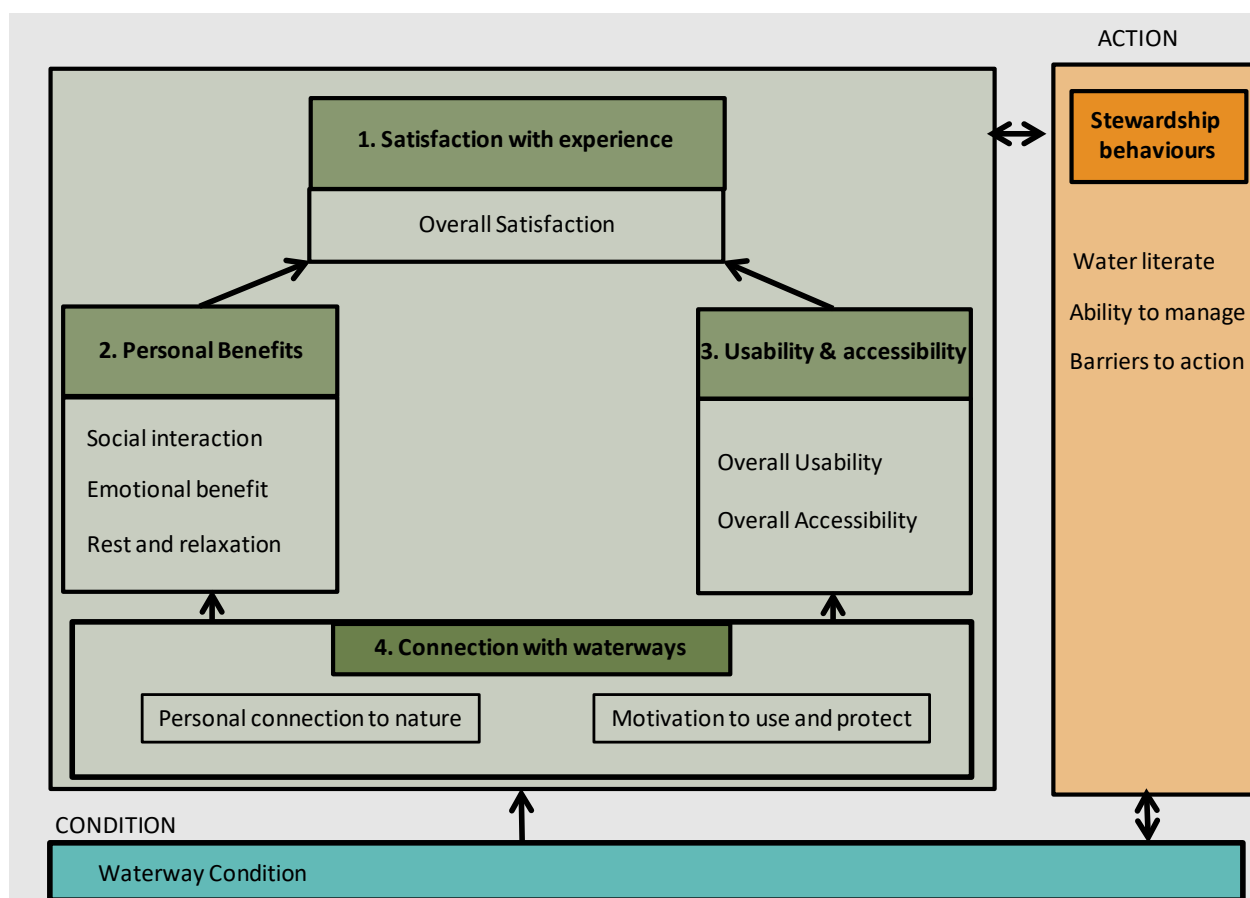 ACTION
1. Satisfaction with experience
Overall Satisfaction
Stewardship
behaviours
Water literate
Ability to manage
Barriers to action
2. Personal Benefits
Social interaction
Emotional benefit
Rest and relaxation
3. Usability & accessibility
Overall Usability
Overall Accessibility
4. Connection with waterways
Personal connection to nature
Motivation to use and protect
CONDITION
Waterway Condition